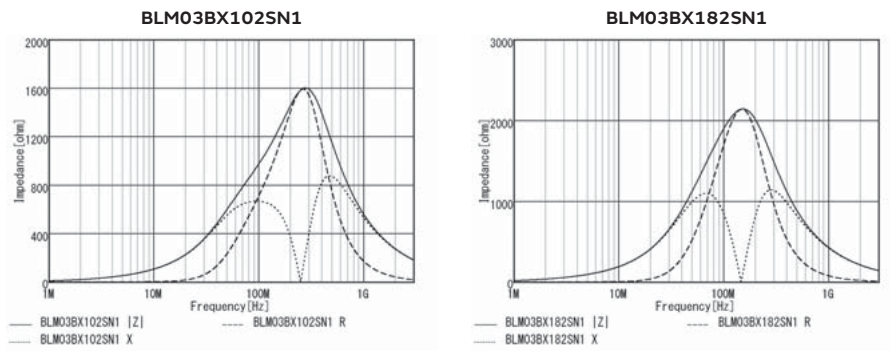 BLM03BX102SN1
2000
1600
1200
800
400
0
Impedance[ohm]
1M 10M 100M 1G
Frequency[Hz]
BLM03BX102SN1 |Z| BLM03BX102SN1 R
BLM03BX102SN1 X
BLM03BX182SN1
3000
2000
1000
0
Impedance[ohm]
1M 10M 100M 1G
Frequency[Hz]
BLM03BX182SN1 |Z| BLM03BX182SN1 R
BLM03BX182SN1 X